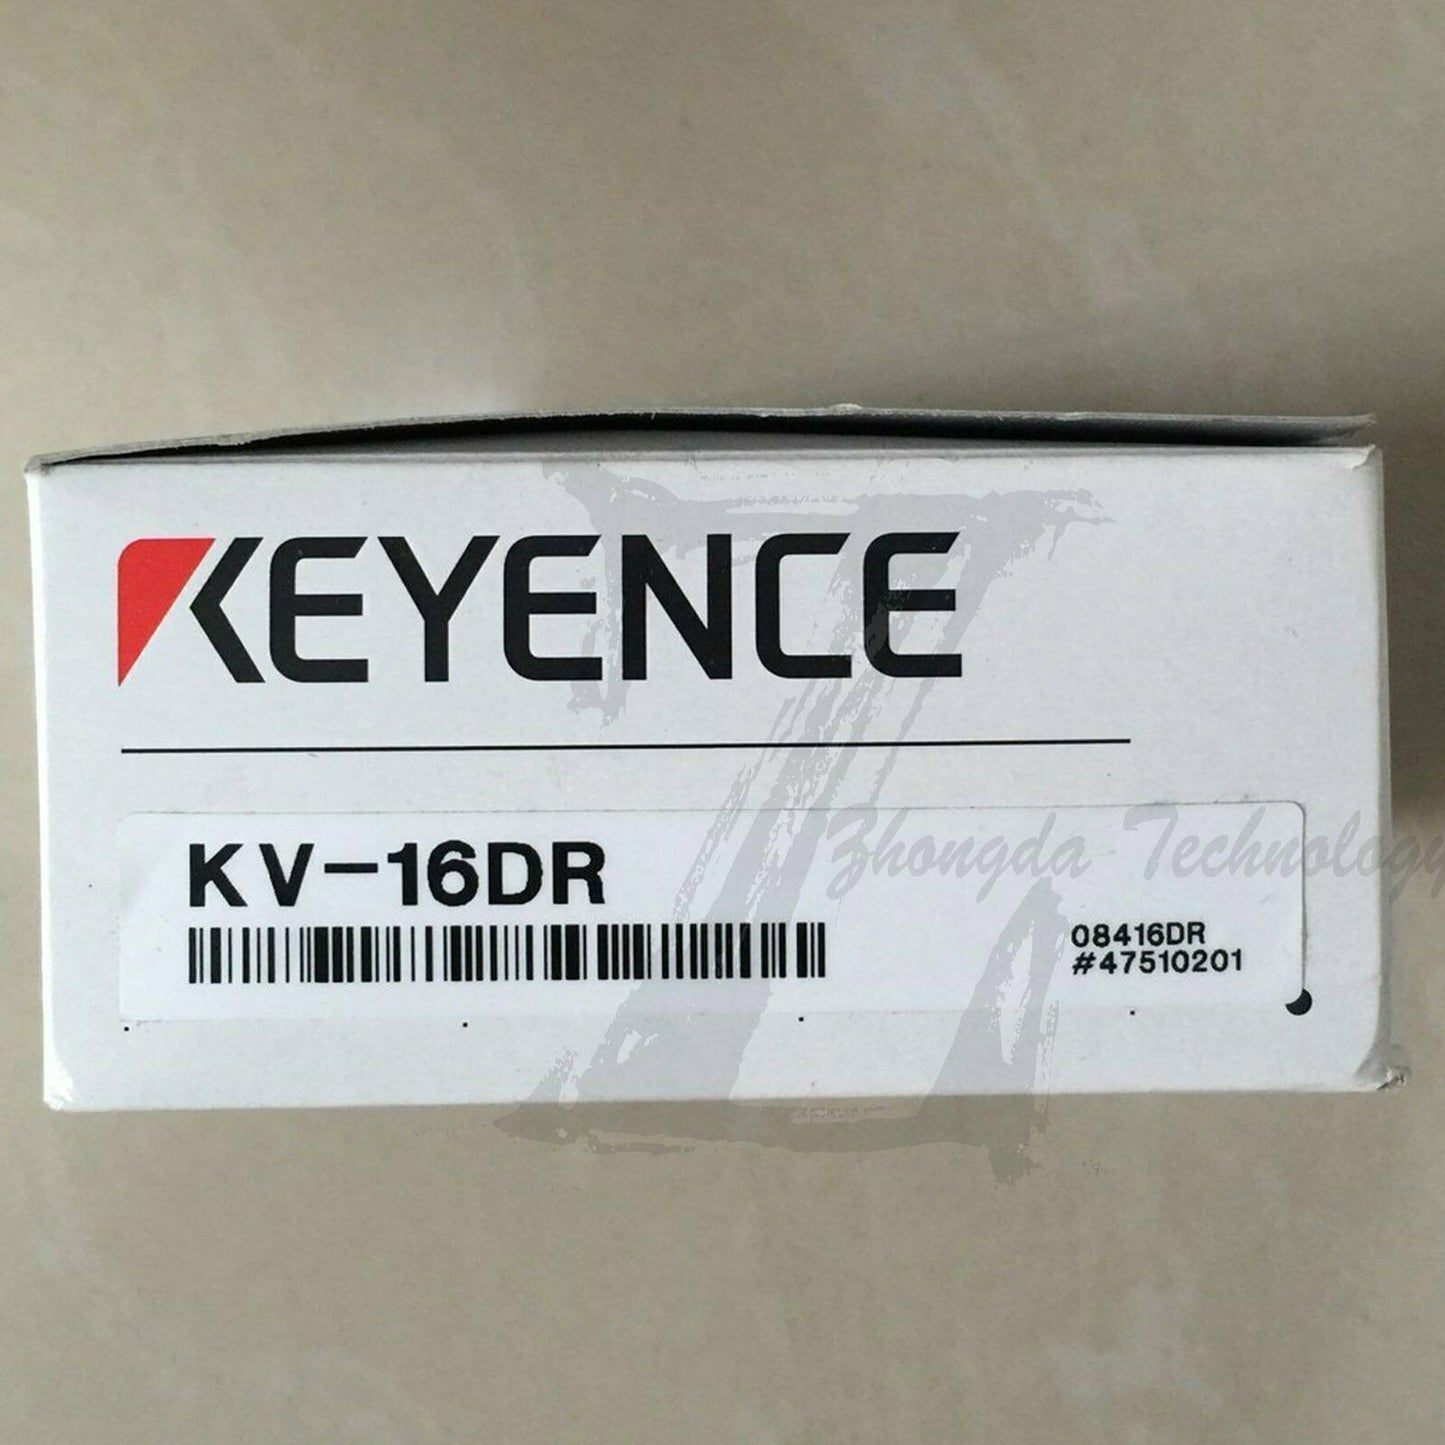 KEYENCE
KV-16DR
Zhongda Technology
08416DR
#47510201